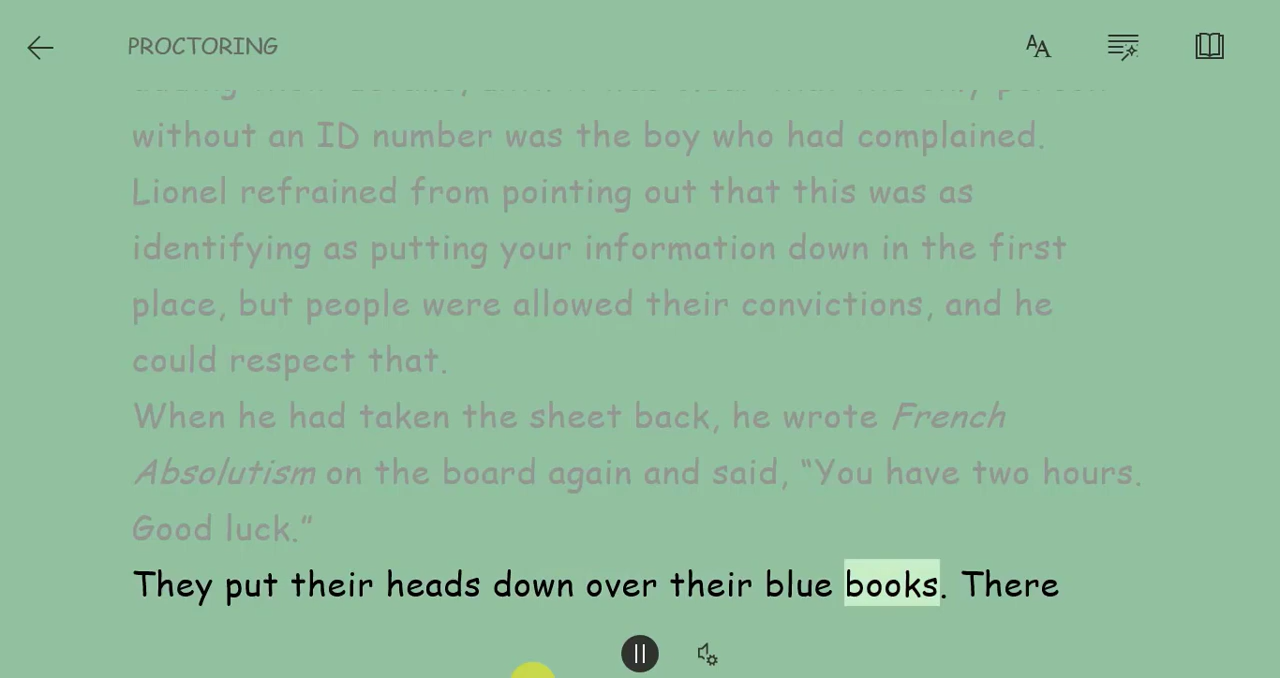 PROCTORING
without an ID number was the boy who had complained.
Lionel refrained from pointing out that this was as
identifying as putting your information down in the first
place, but people were allowed their convictions, and he
could respect that.
When he had taken the sheet back, he wrote French
Absolutism on the board again and said, “You have two hours.
Good luck.”
They put their heads down over their blue books. There